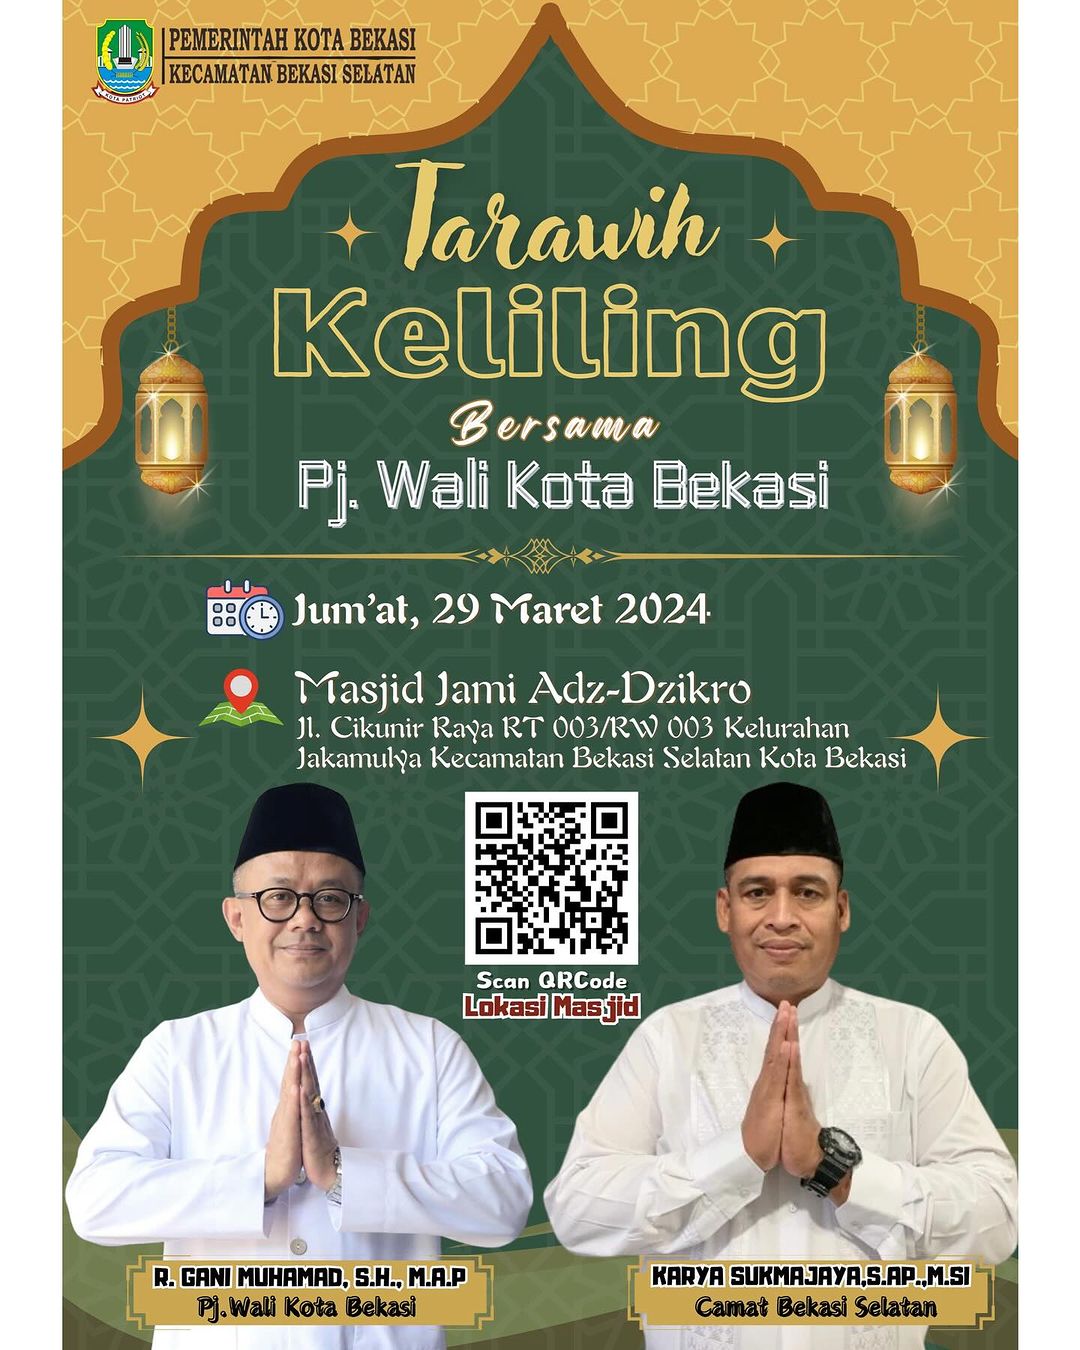 PEMERINTAH KOTA BEKASI
KECAMATAN BEKASI SELATAN
KOTA PATRIOT
Tarawih
Keliling
Bersama
Pj. Wali Kota Bekasi
Jum'at, 29 Maret 2024
Masjid Jami Adz-Dzikro
Jl. Cikunir Raya RT 003/RW 003 Kelurahan
Jakamulya Kecamatan Bekasi Selatan Kota Bekasi
Scan QRCode
Lokasi Masjid
R. GANI MUHAMAD, S.H., M.A.P
Pj.Wali Kota Bekasi
KARYA SUKMAJAYA,S.AP.,M.SI
Camat Bekasi Selatan